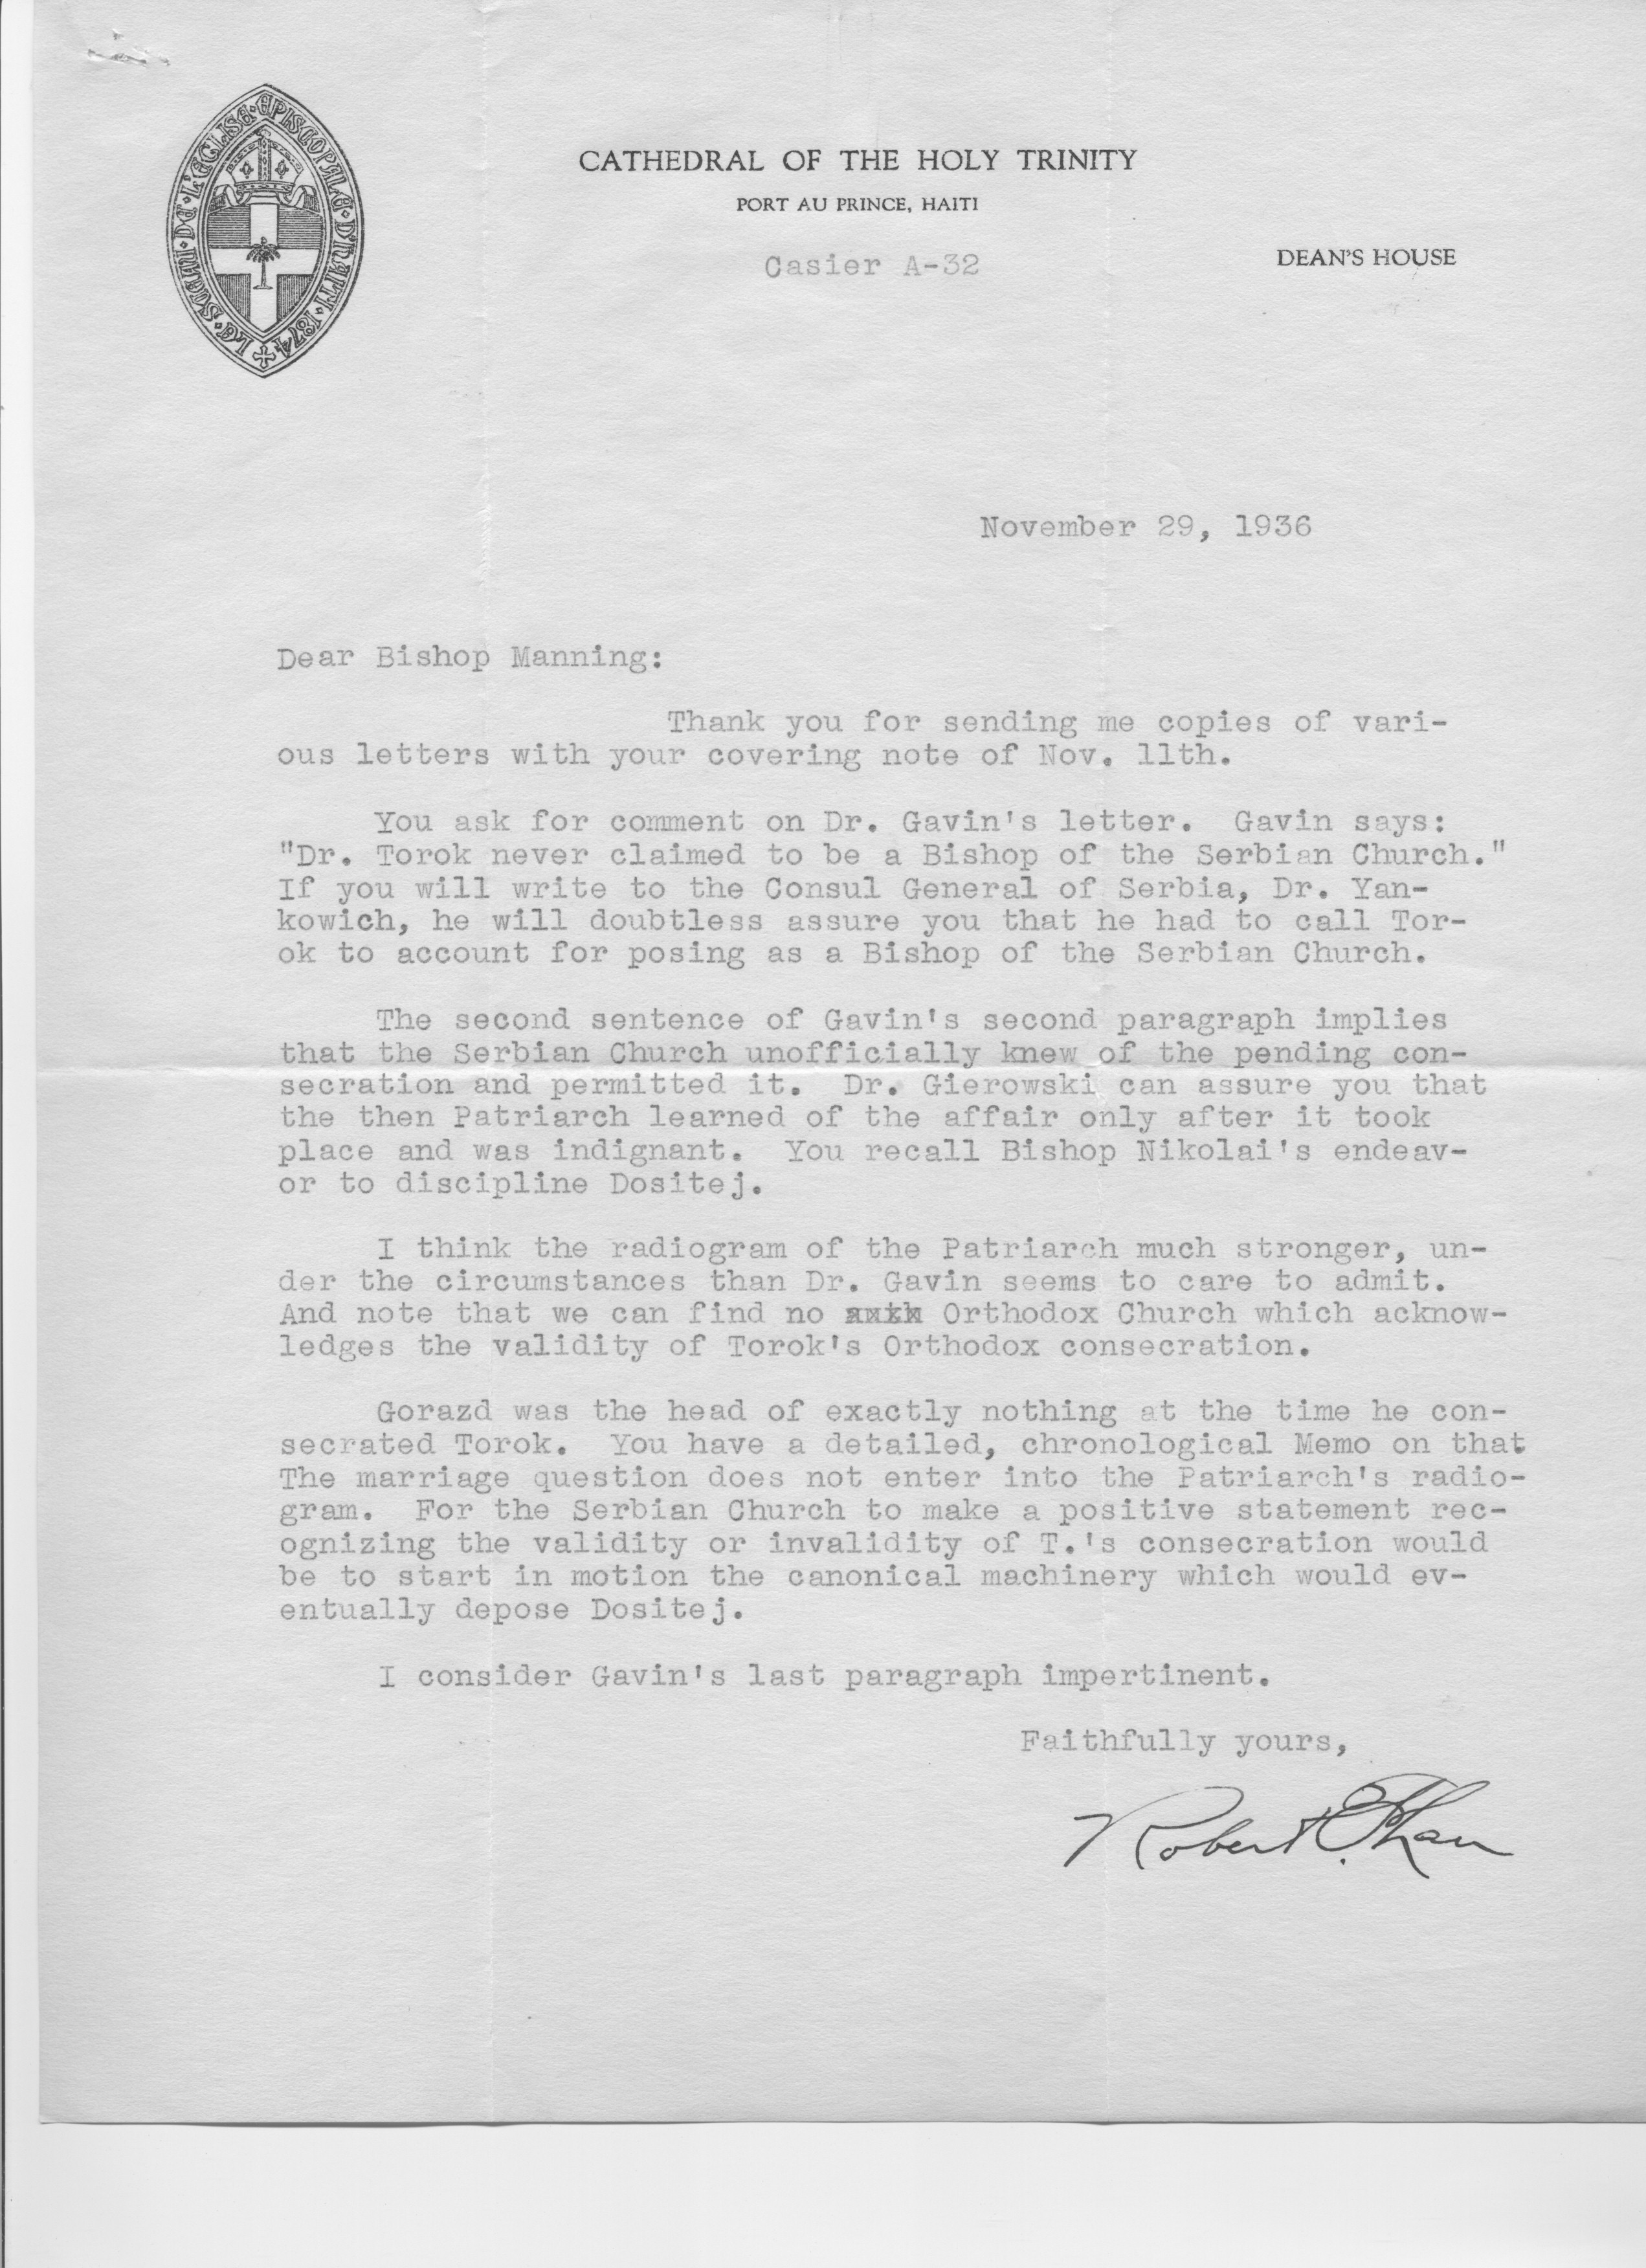 LE·SCEAU·DE·L'EGLISE·EPISCOPALE·D'HAITI·1874
CATHEDRAL OF THE HOLY TRINITY
PORT AU PRINCE, HAITI
Casier A-32
DEAN'S HOUSE
November 29, 1936
Dear Bishop Manning:
Thank you for sending me copies of vari-
ous letters with your covering note of Nov. 11th.
You ask for comment on Dr. Gavin's letter. Gavin says:
"Dr. Torok never claimed to be a Bishop of the Serbian Church."
If you will write to the Consul General of Serbia, Dr. Yan-
kowich, he will doubtless assure you that he had to call Tor-
ok to account for posing as a Bishop of the Serbian Church.
The second sentence of Gavin's second paragraph implies
that the Serbian Church unofficially knew of the pending con-
secration and permitted it. Dr. Gierowski can assure you that
the then Patriarch learned of the affair only after it took
place and was indignant. You recall Bishop Nikolai's endeav-
or to discipline Dositej.
I think the radiogram of the Patriarch much stronger, un-
der the circumstances than Dr. Gavin seems to care to admit.
And note that we can find no Orthodox Church which acknow-
ledges the validity of Torok's Orthodox consecration.
Gorazd was the head of exactly nothing at the time he con-
secrated Torok. You have a detailed, chronological Memo on that
The marriage question does not enter into the Patriarch's radio-
gram. For the Serbian Church to make a positive statement rec-
ognizing the validity or invalidity of T.'s consecration would
be to start in motion the canonical machinery which would ev-
entually depose Dositej.
I consider Gavin's last paragraph impertinent.
Faithfully yours,
Robert